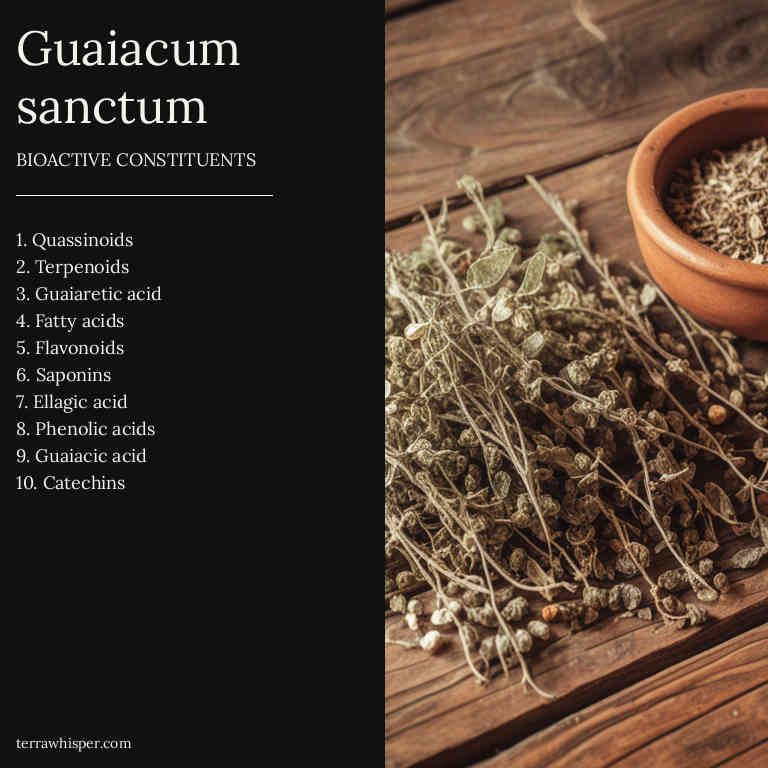 Guaiacum
sanctum
BIOACTIVE CONSTITUENTS
1. Quassinoids
2. Terpenoids
3. Guaiaretic acid
4. Fatty acids
5. Flavonoids
6. Saponins
7. Ellagic acid
8. Phenolic acids
9. Guaiacic acid
10. Catechins
terrawhisper.com